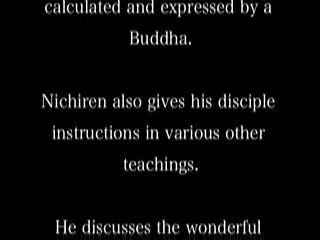 calculated and expressed by a
Buddha.
Nichiren also gives his disciple
instructions in various other
teachings.
He discusses the wonderful